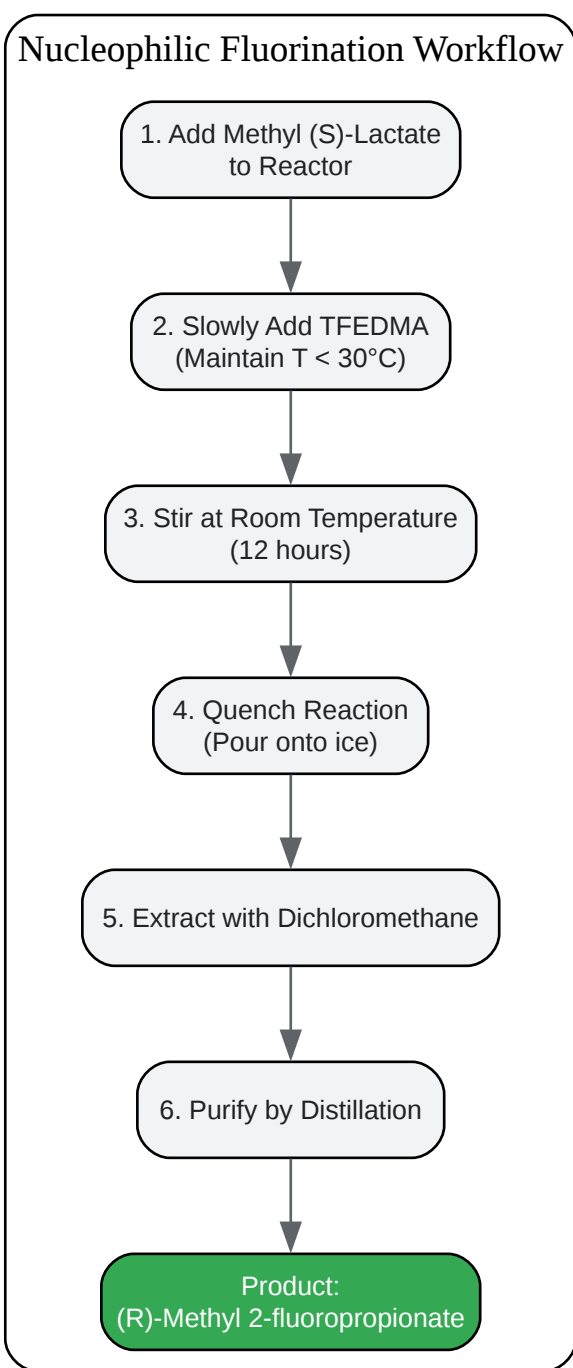 Nucleophilic Fluorination Workflow
1. Add Methyl (S)-Lactate
to Reactor
2. Slowly Add TFEDMA
(Maintain T < 30°C)
3. Stir at Room Temperature
(12 hours)
4. Quench Reaction
(Pour onto ice)
5. Extract with Dichloromethane
6. Purify by Distillation
Product:
(R)-Methyl 2-fluoropropionate